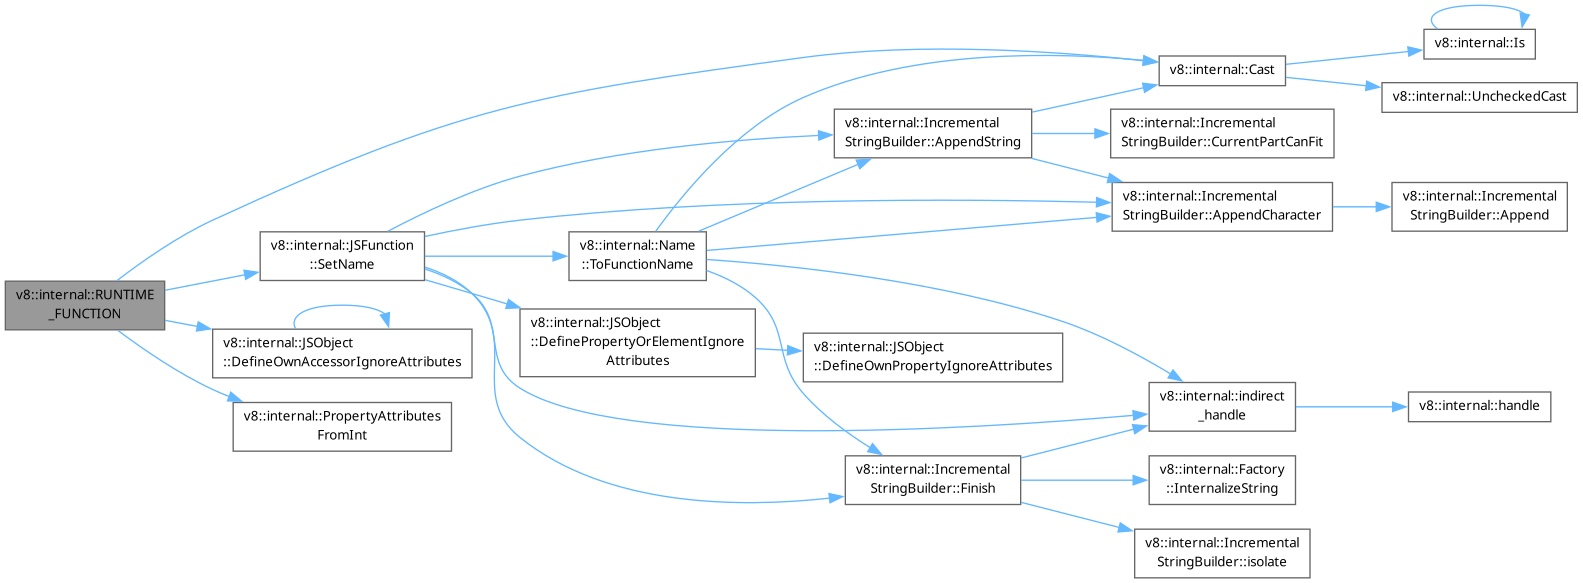 v8::internal::RUNTIME
_FUNCTION
v8::internal::JSFunction
::SetName
v8::internal::JSObject
::DefineOwnAccessorIgnoreAttributes
v8::internal::PropertyAttributes
FromInt
v8::internal::Name
::ToFunctionName
v8::internal::JSObject
::DefinePropertyOrElementIgnore
Attributes
v8::internal::Incremental
StringBuilder::AppendString
v8::internal::JSObject
::DefineOwnPropertyIgnoreAttributes
v8::internal::Incremental
StringBuilder::Finish
v8::internal::Cast
v8::internal::Incremental
StringBuilder::CurrentPartCanFit
v8::internal::Incremental
StringBuilder::AppendCharacter
v8::internal::indirect
_handle
v8::internal::Factory
::InternalizeString
v8::internal::Incremental
StringBuilder::isolate
v8::internal::Is
v8::internal::UncheckedCast
v8::internal::Incremental
StringBuilder::Append
v8::internal::handle